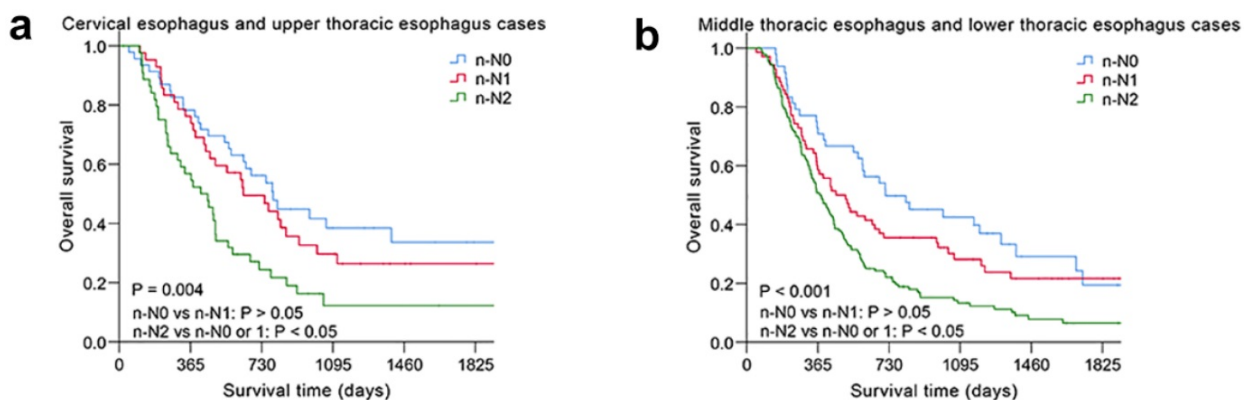 a
Cervical esophagus and upper thoracic esophagus cases
1.0
0.8
0.6
0.4
0.2
0.0
Overall survival
n-N0
n-N1
n-N2
P = 0.004
n-N0 vs n-N1: P > 0.05
n-N2 vs n-N0 or 1: P < 0.05
0 365 730 1095 1460 1825
Survival time (days)
b
Middle thoracic esophagus and lower thoracic esophagus cases
1.0
0.8
0.6
0.4
0.2
0.0
Overall survival
n-N0
n-N1
n-N2
P < 0.001
n-N0 vs n-N1: P > 0.05
n-N2 vs n-N0 or 1: P < 0.05
0 365 730 1095 1460 1825
Survival time (days)